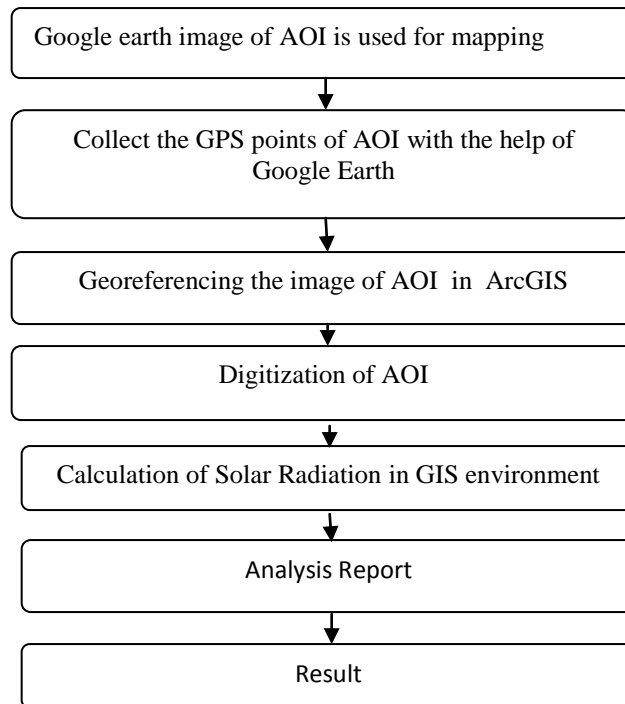 Google earth image of AOI is used for mapping
Collect the GPS points of AOI with the help of
Google Earth
Georeferencing the image of AOI in ArcGIS
Digitization of AOI
Calculation of Solar Radiation in GIS environment
Analysis Report
Result